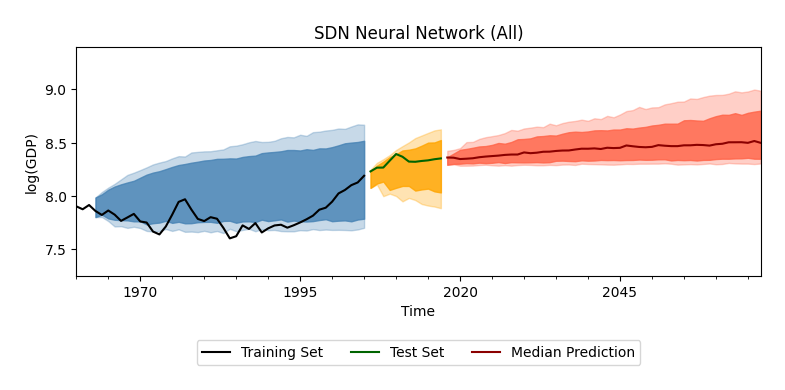 SDN Neural Network (All)
9.0
8.5
8.0
7.5
log(GDP)
1970 1995 2020 2045
Time
Training Set Test Set Median Prediction